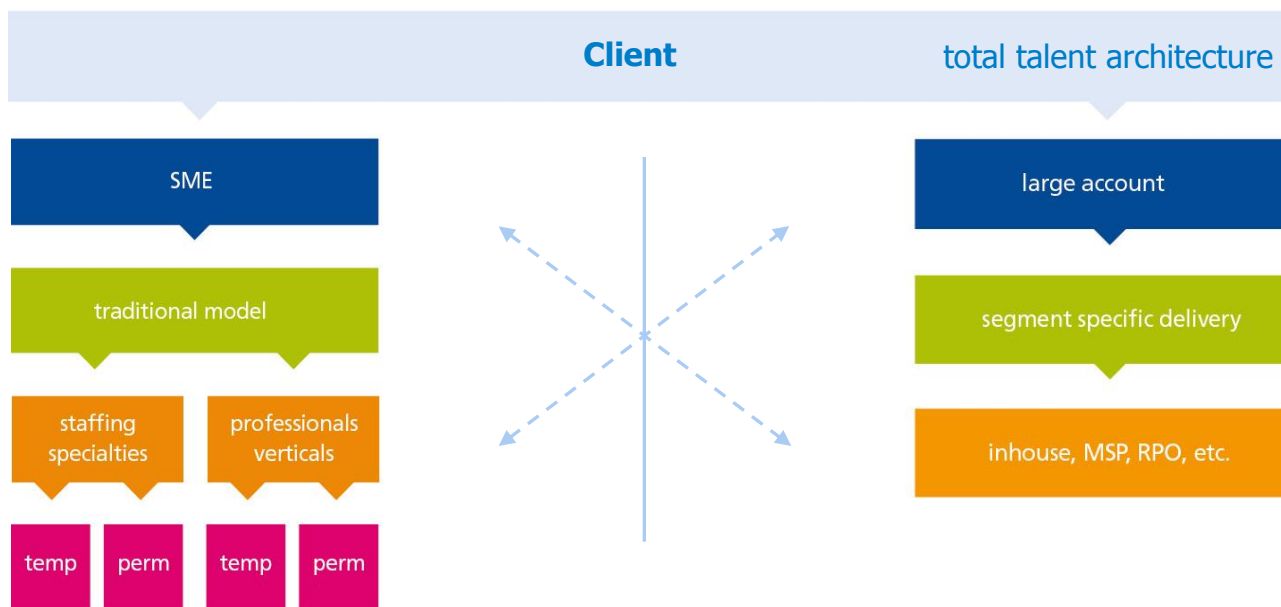 Client
total talent architecture
SME
large account
traditional model
segment specific delivery
staffing
specialties
professionals
verticals
inhouse, MSP, RPO, etc.
temp
perm
temp
perm